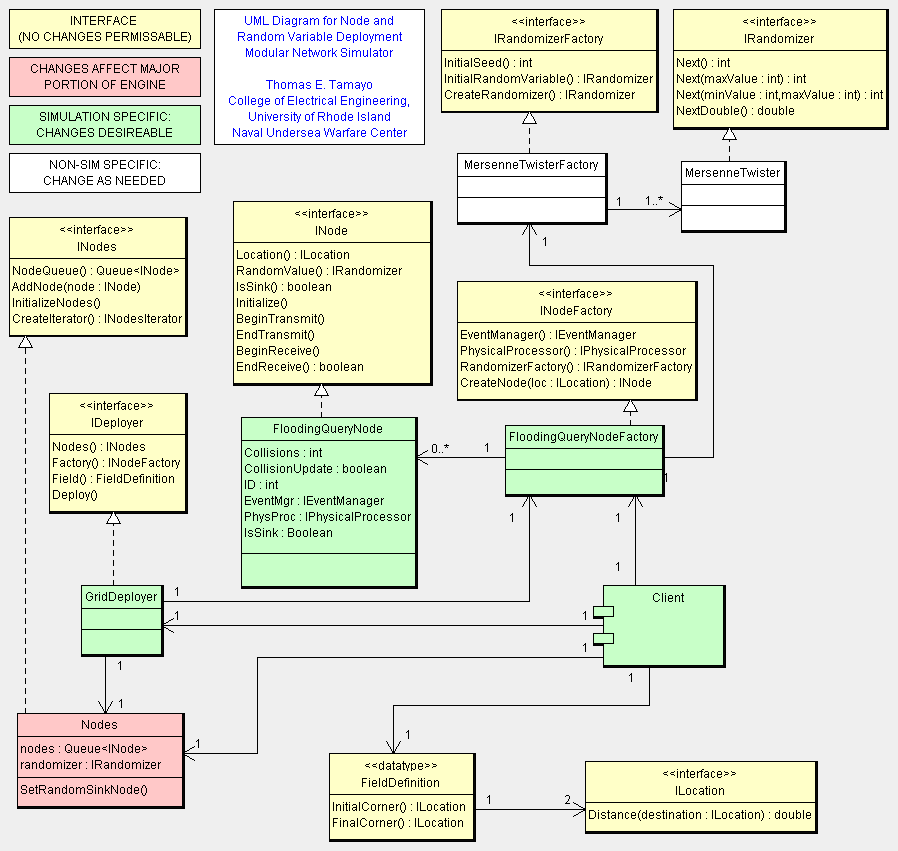 INTERFACE
(NO CHANGES PERMISSABLE)
CHANGES AFFECT MAJOR
PORTION OF ENGINE
SIMULATION SPECIFIC:
CHANGES DESIREABLE
NON-SIM SPECIFIC:
CHANGE AS NEEDED
UML Diagram for Node and
Random Variable Deployment
Modular Network Simulator
Thomas E. Tamayo
College of Electrical Engineering,
University of Rhode Island
Naval Undersea Warfare Center
<<interface>>
IRandomizerFactory
InitialSeed() : int
InitialRandomVariable() : IRandomizer
CreateRandomizer() : IRandomizer
<<interface>>
IRandomizer
Next() : int
Next(maxValue : int) : int
Next(minValue : int,maxValue : int) : int
NextDouble() : double
MersenneTwisterFactory
1
1..*
MersenneTwister
1
<<interface>>
INodes
NodeQueue() : Queue<INode>
AddNode(node : INode)
InitializeNodes()
CreateIterator() : INodesIterator
<<interface>>
INode
Location() : ILocation
RandomValue() : IRandomizer
IsSink() : boolean
Initialize()
BeginTransmit()
EndTransmit()
BeginReceive()
EndReceive() : boolean
<<interface>>
INodeFactory
EventManager() : IEventManager
PhysicalProcessor() : IPhysicalProcessor
RandomizerFactory() : IRandomizerFactory
CreateNode(loc : ILocation) : INode
<<interface>>
IDeployer
Nodes() : INodes
Factory() : INodeFactory
Field() : FieldDefinition
Deploy()
FloodingQueryNode
Collisions : int
CollisionUpdate : boolean
ID : int
EventMgr : IEventManager
PhysProc : IPhysicalProcessor
IsSink : Boolean
0..*
1
FloodingQueryNodeFactory
1
1
1
1
GridDeployer
1
1
1
1
1
Client
1
1
1
Nodes
nodes : Queue<INode>
randomizer : IRandomizer
SetRandomSinkNode()
1
1
<<datatype>>
FieldDefinition
InitialCorner() : ILocation
FinalCorner() : ILocation
1
2
<<interface>>
ILocation
Distance(destination : ILocation) : double